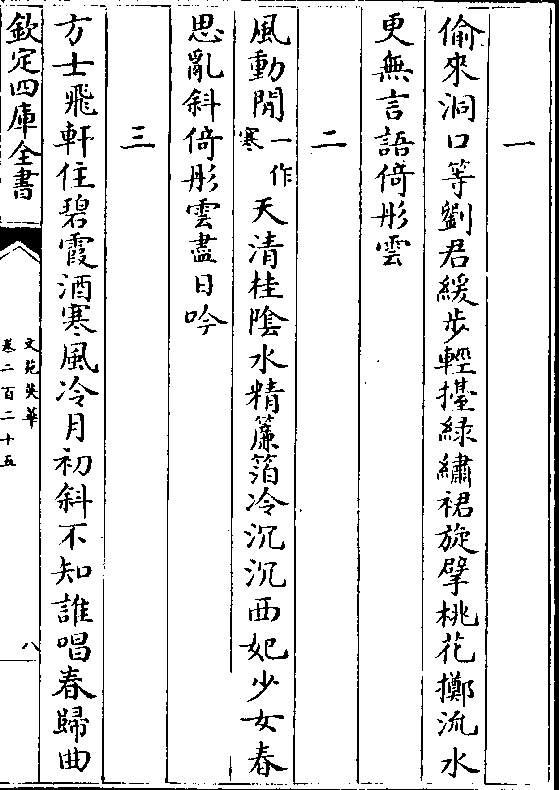 一
偷來洞口等劉君緩步輕擡緑繡裙旋擘桃花擲流水
更無言語倚彤雲
二
風動閒一作寒天清桂陰水精簾箔冷沉沉西妃少女春
思亂斜倚彤雲盡日吟
三
方士飛軒住碧霞酒寒風冷月初斜不知誰唱春歸曲
欽定四庫全書
文苑英華
卷二百二十五
八